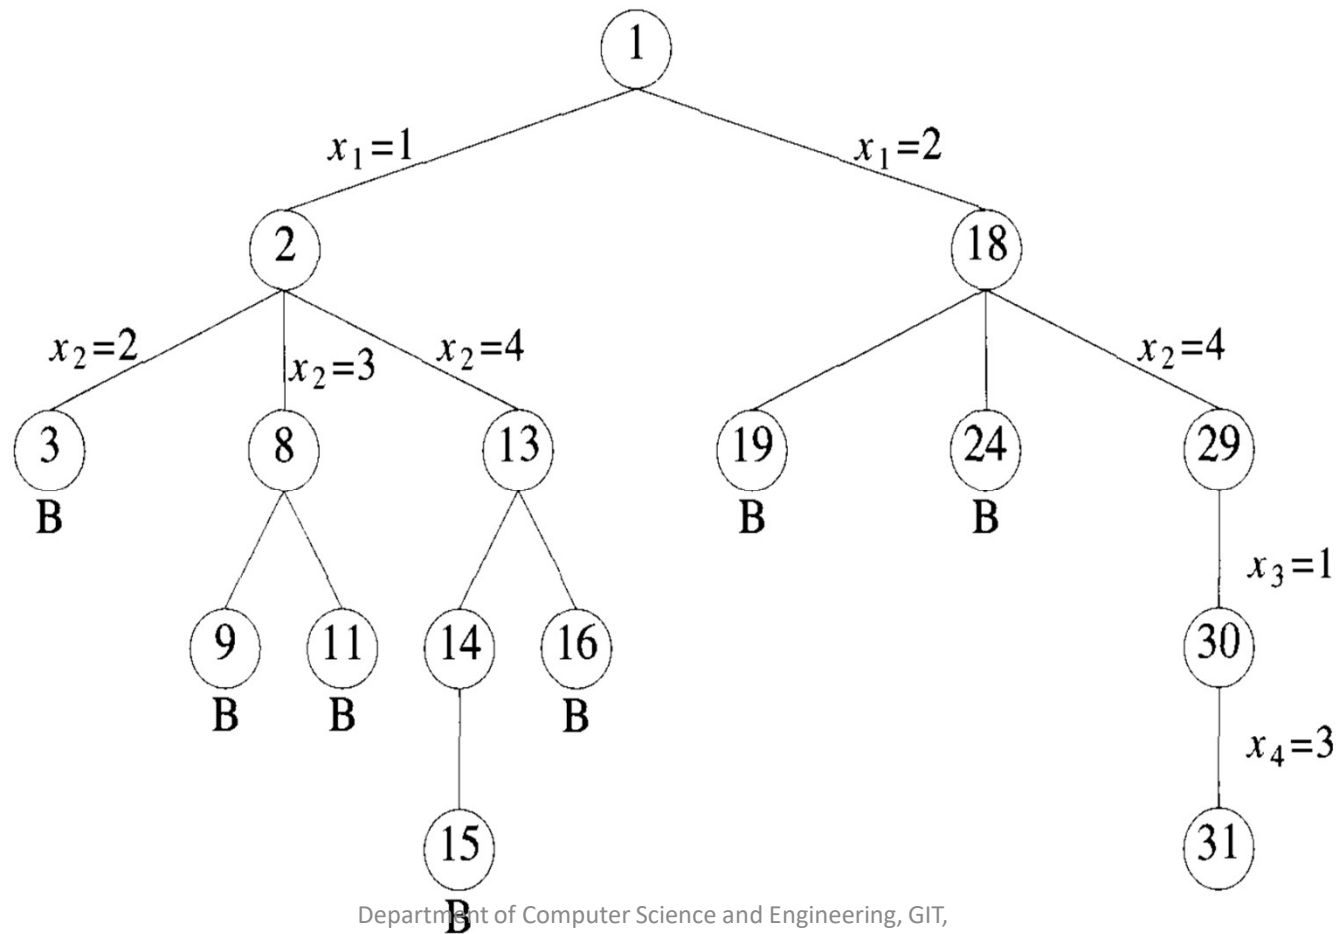 1
x1=1 x1=2
2 18
x2=2 x2=3 x2=4 x2=4
3 8 13 19 24 29
B B B
x3=1
9 11 14 16 30
B B B
x4=3
15 31
B
Department of Computer Science and Engineering, GIT,